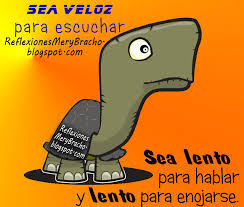 SEA VELOZ
para escuchar
ReflexionesMeryBracho.
blogspot.com
Reflexiones
MeryBracho.
blogspot.com
Sea lento
para hablar
y lento para enojarse.